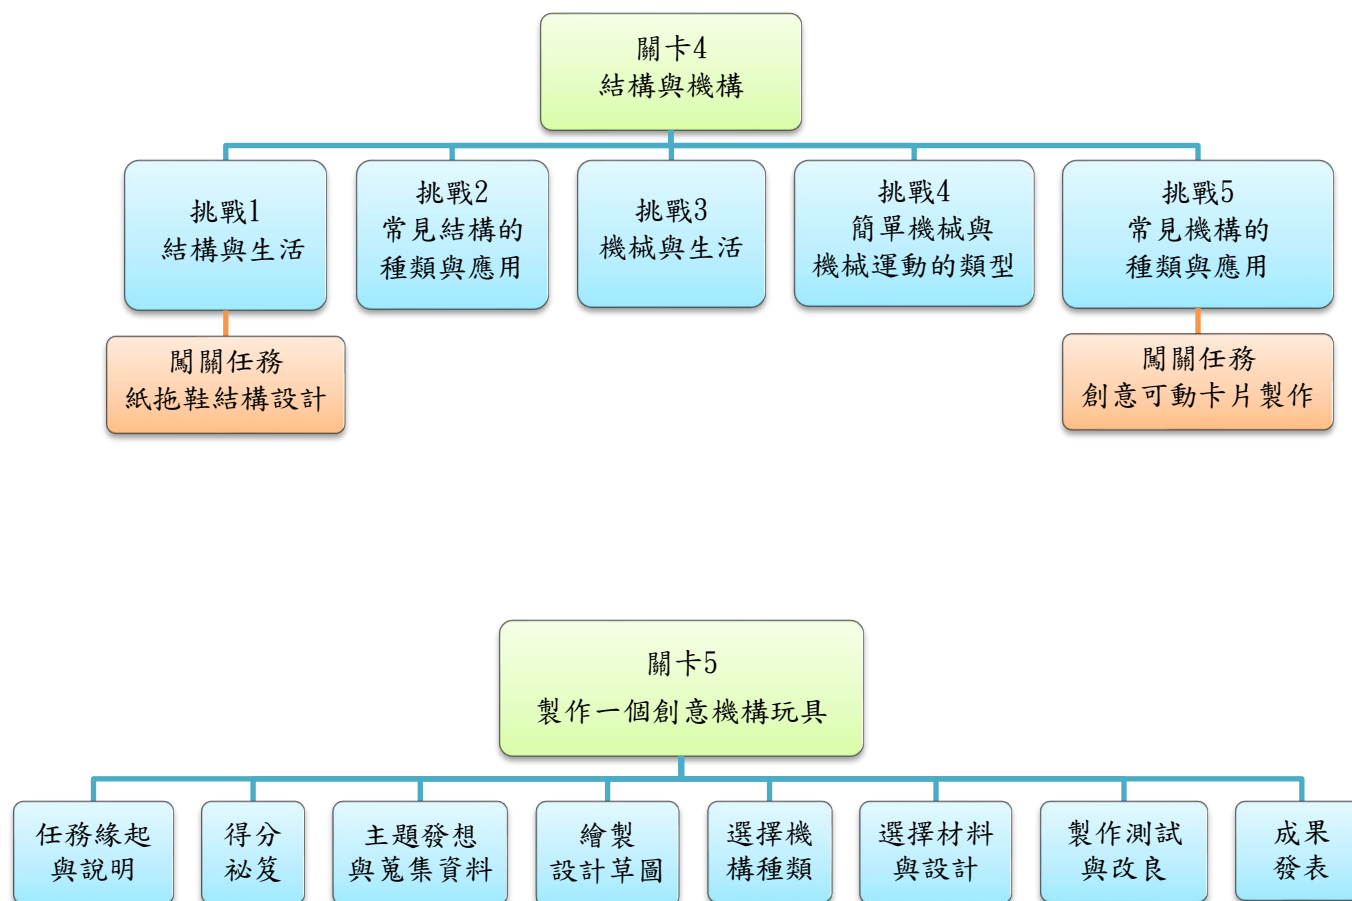 關卡4
結構與機構
挑戰1
結構與生活
挑戰2
常見結構的
種類與應用
挑戰3
機械與生活
挑戰4
簡單機械與
機械運動的類型
挑戰5
常見機構的
種類與應用
闖關任務
紙拖鞋結構設計
闖關任務
創意可動卡片製作
關卡5
製作一個創意機構玩具
任務緣起
與說明
得分
祕笈
主題發想
與蒐集資料
繪製
設計草圖
選擇機
構種類
選擇材料
與設計
製作測試
與改良
成果
發表